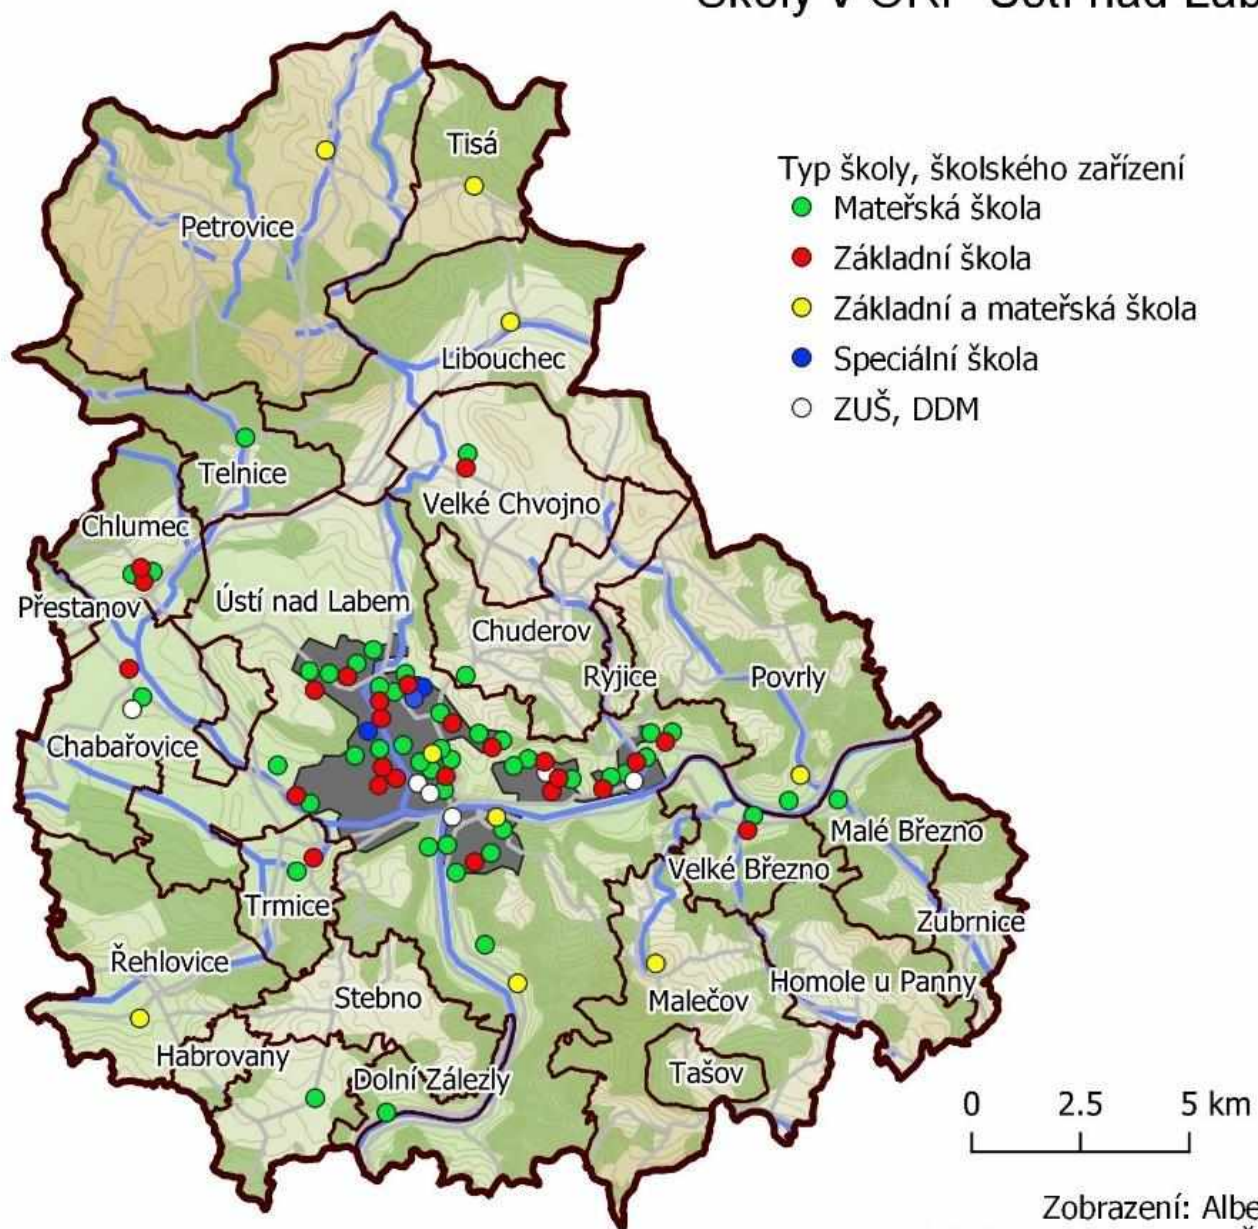 Typ školy, školského zařízení
Mateřská škola
Základní škola
Základní a mateřská škola
Speciální škola
ZUŠ, DDM
Tisá
Petrovice
Libouchec
Telnice
Velké Chvojno
Chlumec
Přestanov
Ústí nad Labem
Chuderov
Ryjice
Povrly
Chabařovice
Malé Březno
Velké Březno
Trmice
Zubrnice
Řehlovice
Homole u Panny
Stebno
Malečov
Habrovany
Dolní Zálezly
Tašov
0 2.5 5 km
Zobrazení: Albe